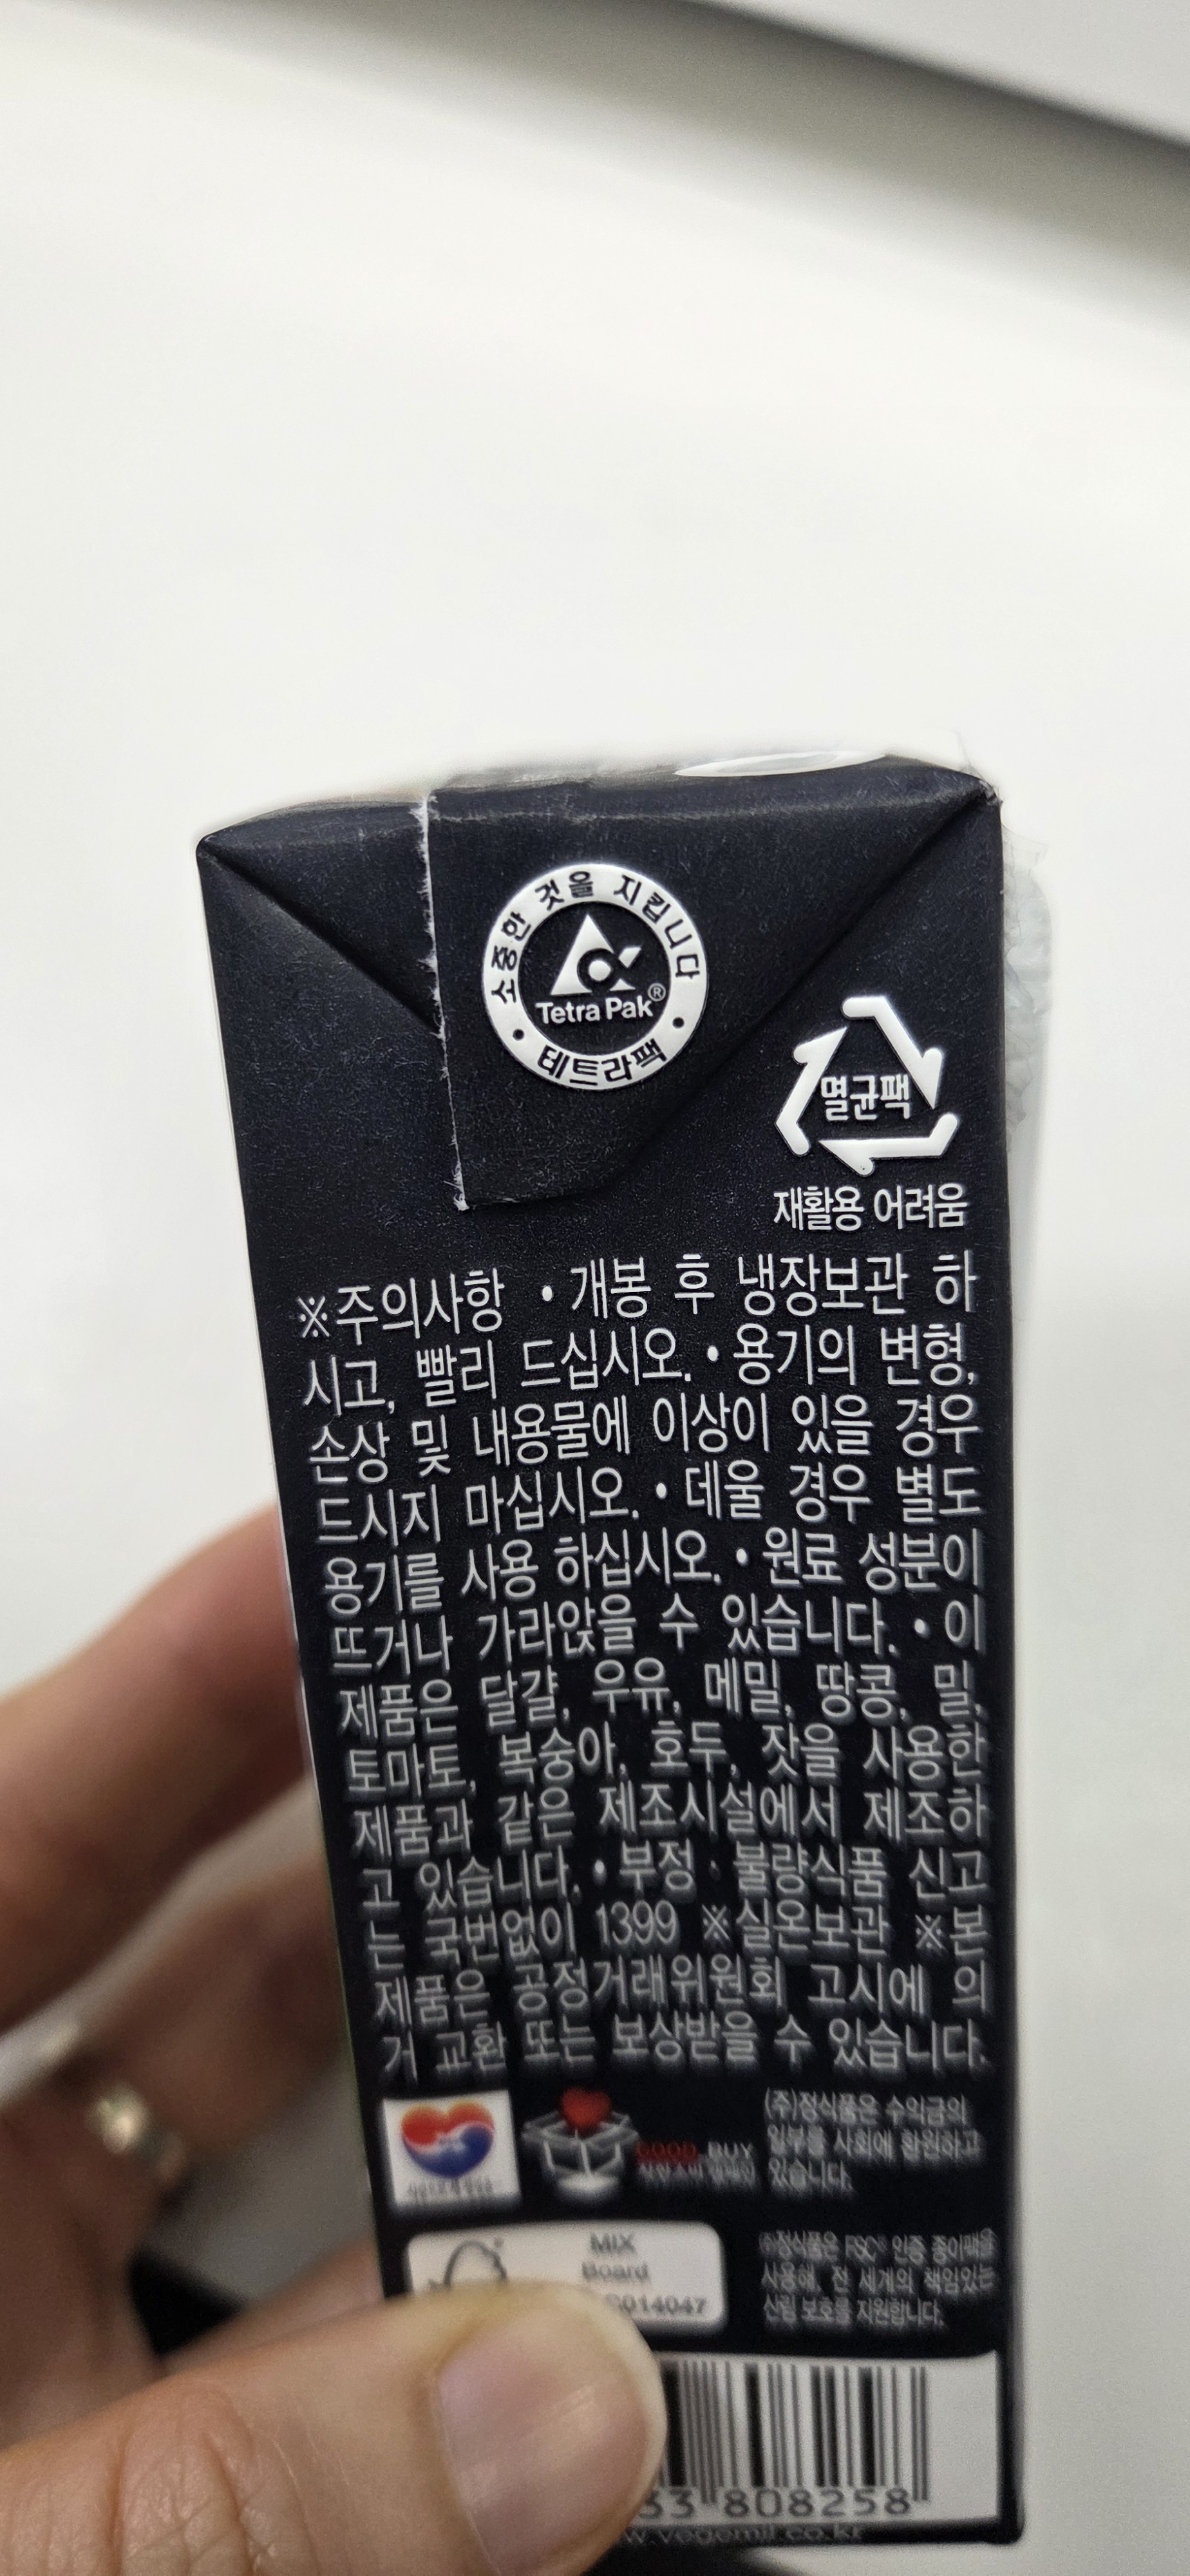 소중한 것을 지킵니다
Tetra Pak®
테트라팩
멸균팩
재활용 어려움
※주의사항 • 개봉 후 냉장보관 하
시고, 빨리 드십시오. • 용기의 변형,
손상 및 내용물에 이상이 있을 경우
드시지 마십시오. • 데울 경우 별도
용기를 사용 하십시오. • 원료 성분이
뜨거나 가라앉을 수 있습니다. • 이
제품은 달걀, 우유, 메밀, 땅콩, 밀,
토마토, 복숭아, 호두, 잣을 사용한
제품과 같은 제조시설에서 제조하
고 있습니다. • 부정 · 불량식품 신고
는 국번없이 1399 ※실온보관 ※본
제품은 공정거래위원회 고시에 의
거 교환 또는 보상받을 수 있습니다.
GOOD BUY
(주)정식품은 수익금의
일부를 사회에 환원하고
있습니다.
MIX
Board
C014047
㈜정식품은 FSC® 인증 종이팩을
사용해, 전 세계의 책임있는
산림 보호를 지원합니다.
33 808258
w.vegemil.co.kr